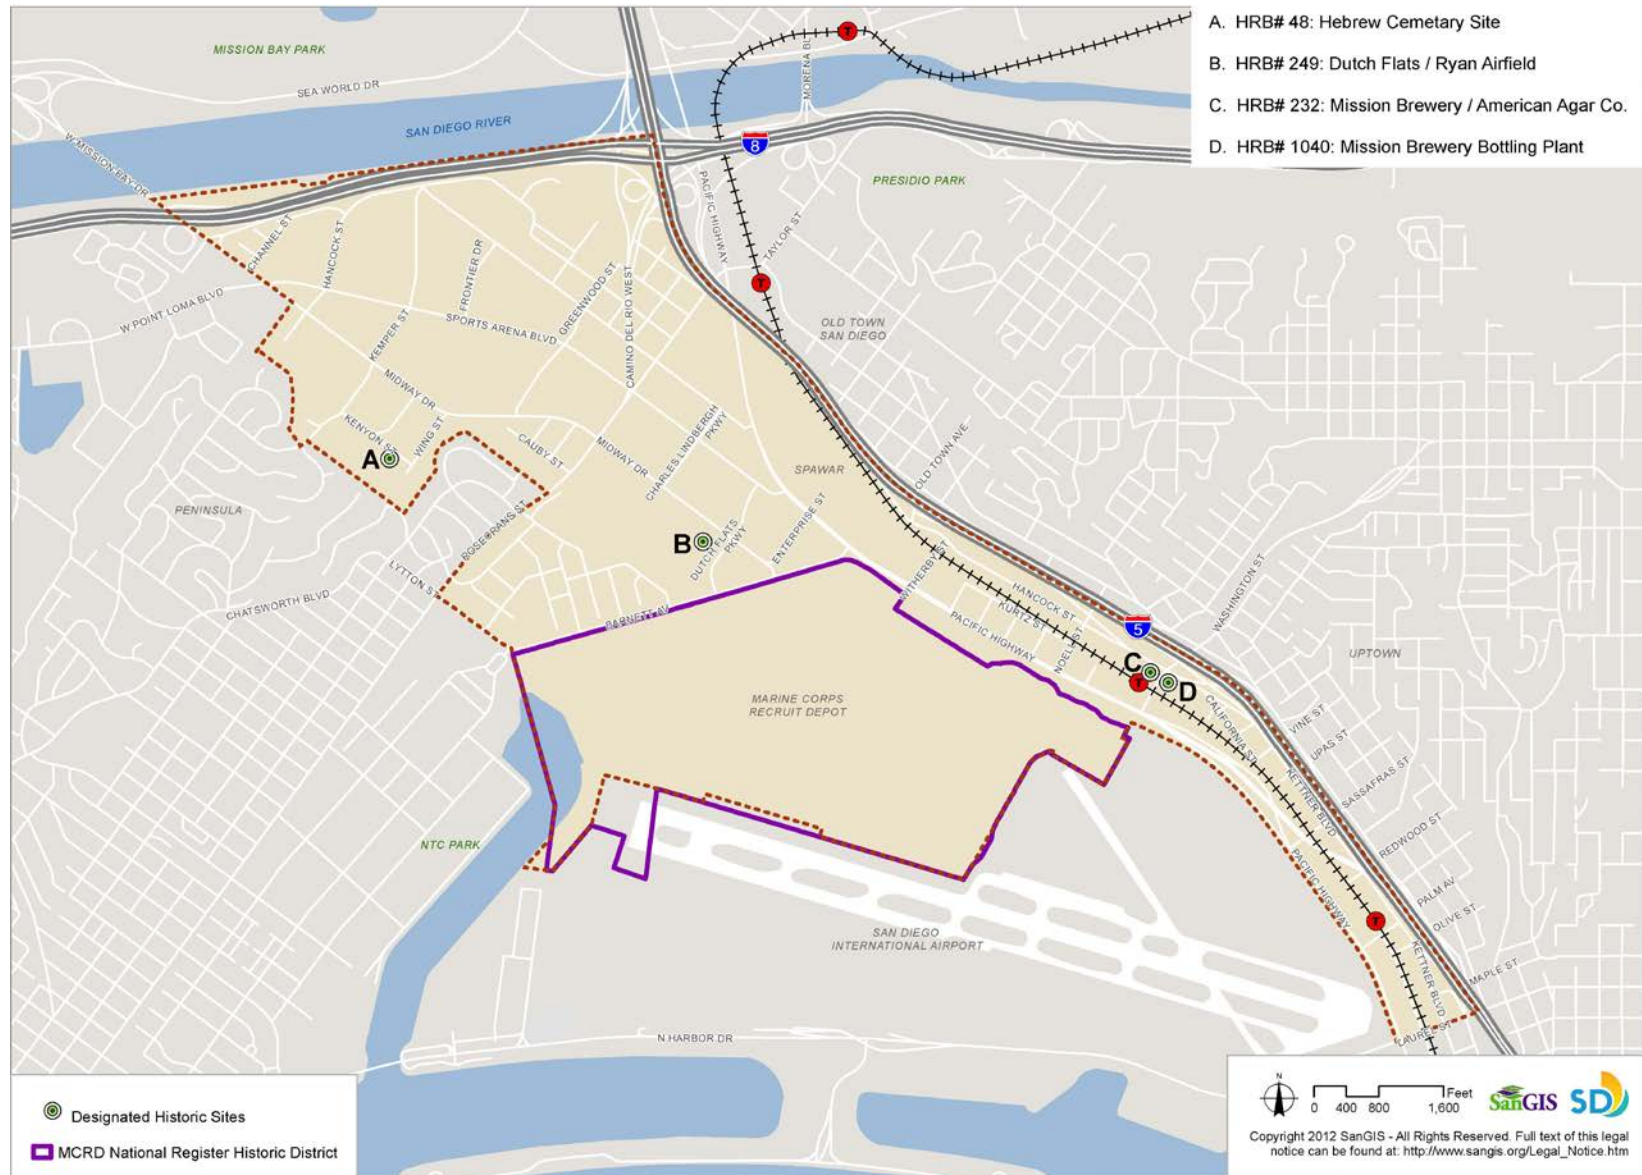 A. HRB# 48: Hebrew Cemetary Site
B. HRB# 249: Dutch Flats / Ryan Airfield
C. HRB# 232: Mission Brewery / American Agar Co.
D. HRB# 1040: Mission Brewery Bottling Plant
MISSION BAY PARK
SEA WORLD DR
SAN DIEGO RIVER
W MISSION BAY DR
MORENA BL
8
PRESIDIO PARK
PACIFIC HIGHWAY
TAYLOR ST
T
T
CHANNEL ST
HANCOCK ST
FRONTIER DR
GREENWOOD ST
CAMINO DEL RIO WEST
W POINT LOMA BLVD
SPORTS ARENA BLVD
KEMPER ST
OLD TOWN
SAN DIEGO
MIDWAY DR
KENYON ST
WING ST
CAUBY ST
MIDWAY DR
CHARLES LINDBERGH
PKWY
SPAWAR
OLD TOWN AVE
A
PENINSULA
ROSECRANS ST
B
DUTCH FLATS
PKWY
ENTERPRISE ST
LYTTON ST
CHATSWORTH BLVD
BARNETT AV
WITHERBY ST
HANCOCK ST
KURTZ ST
PACIFIC HIGHWAY
NOELL ST
WASHINGTON ST
5
UPTOWN
C
T
D
MARINE CORPS
RECRUIT DEPOT
CALIFORNIA ST
VINE ST
UPAS ST
SASSAFRAS ST
KETTNER BLVD
REDWOOD ST
PACIFIC HIGHWAY
PALM AV
OLIVE ST
T
NTC PARK
SAN DIEGO
INTERNATIONAL AIRPORT
KETTNER BLVD
MAPLE ST
LAUREL ST
N HARBOR DR
Designated Historic Sites
MCRD National Register Historic District
N
0 400 800 1,600
Feet
SanGIS
SD
Copyright 2012 SanGIS - All Rights Reserved. Full text of this legal
notice can be found at: http://www.sangis.org/Legal_Notice.htm